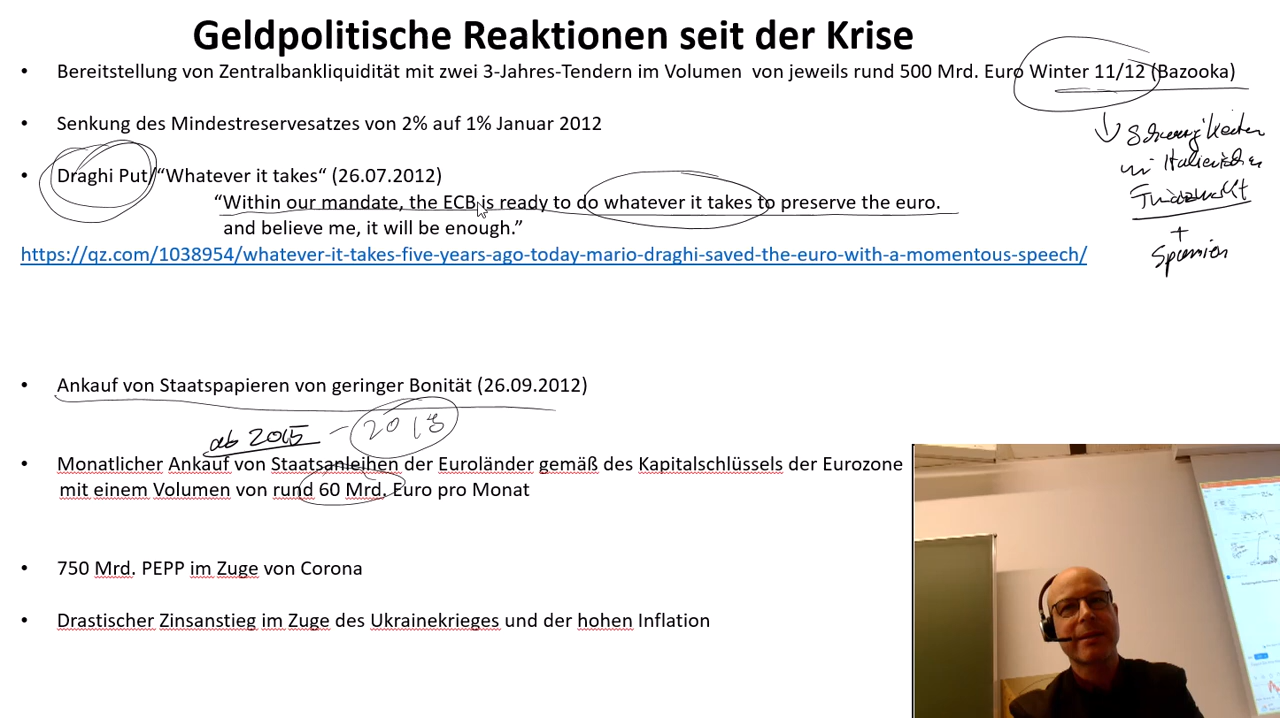 Geldpolitische Reaktionen seit der Krise
• Bereitstellung von Zentralbankliquidität mit zwei 3-Jahres-Tendern im Volumen von jeweils rund 500 Mrd. Euro Winter 11/12 (Bazooka)
• Senkung des Mindestreservesatzes von 2% auf 1% Januar 2012
Schwierigkeiten
in Italienischen
• Draghi Put/“Whatever it takes“ (26.07.2012)
“Within our mandate, the ECB is ready to do whatever it takes to preserve the euro.
and believe me, it will be enough.”
+
Spanien
https://qz.com/1038954/whatever-it-takes-five-years-ago-today-mario-draghi-saved-the-euro-with-a-momentous-speech/
• Ankauf von Staatspapieren von geringer Bonität (26.09.2012)
ab 2015 – 2018
• Monatlicher Ankauf von Staatsanleihen der Euroländer gemäß des Kapitalschlüssels der Eurozone
mit einem Volumen von rund 60 Mrd. Euro pro Monat
• 750 Mrd. PEPP im Zuge von Corona
• Drastischer Zinsanstieg im Zuge des Ukrainekrieges und der hohen Inflation